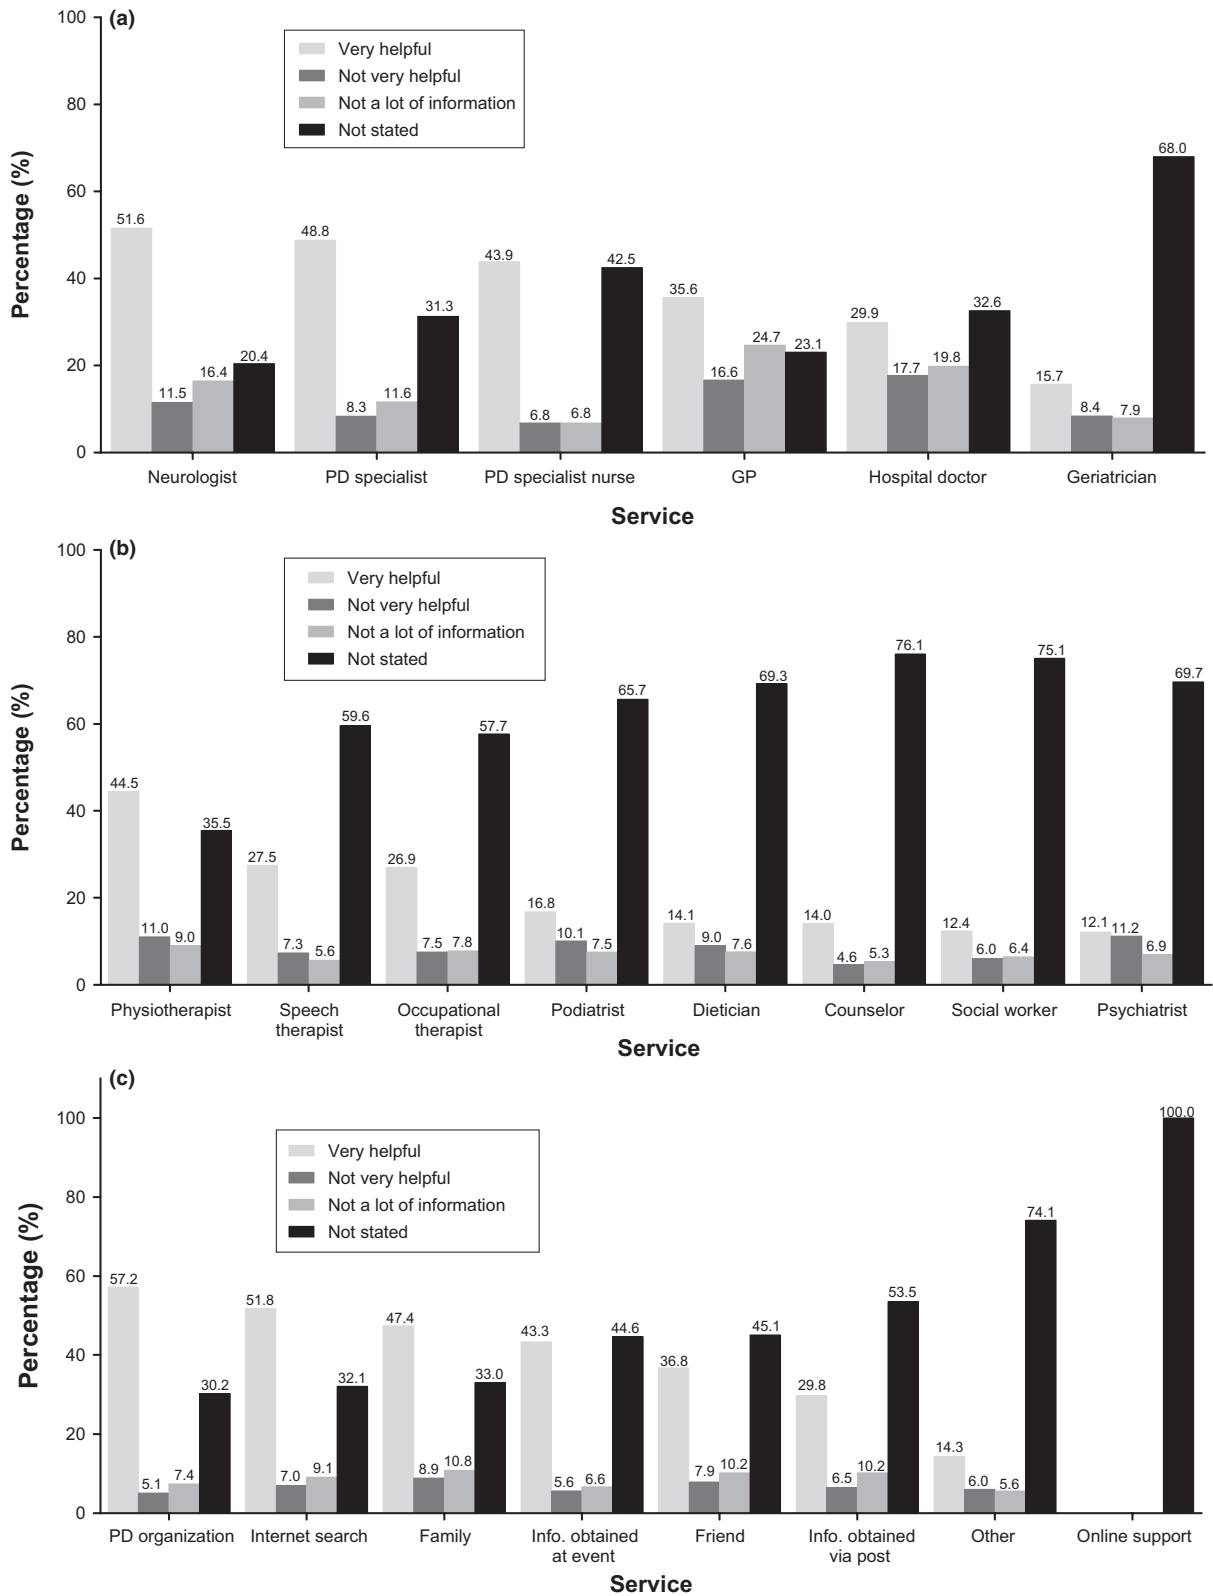 (a)
Very helpful
Not very helpful
Not a lot of information
Not stated
Percentage (%)
100
80
60
40
20
0
51.6
11.5
16.4
20.4
48.8
8.3
11.6
31.3
43.9
6.8
6.8
42.5
35.6
16.6
24.7
23.1
29.9
17.7
19.8
32.6
15.7
8.4
7.9
68.0
Neurologist
PD specialist
PD specialist nurse
GP
Hospital doctor
Geriatrician
Service
(b)
Very helpful
Not very helpful
Not a lot of information
Not stated
Percentage (%)
100
80
60
40
20
0
44.5
11.0
9.0
35.5
27.5
7.3
5.6
59.6
26.9
7.5
7.8
57.7
16.8
10.1
7.5
65.7
14.1
9.0
7.6
69.3
14.0
4.6
5.3
76.1
12.4
6.0
6.4
75.1
12.1
11.2
6.9
69.7
Physiotherapist
Speech
therapist
Occupational
therapist
Podiatrist
Dietician
Counselor
Social worker
Psychiatrist
Service
(c)
Very helpful
Not very helpful
Not a lot of information
Not stated
Percentage (%)
100
80
60
40
20
0
57.2
5.1
7.4
30.2
51.8
7.0
9.1
32.1
47.4
8.9
10.8
33.0
43.3
5.6
6.6
44.6
36.8
7.9
10.2
45.1
29.8
6.5
10.2
53.5
14.3
6.0
5.6
74.1
100.0
PD organization
Internet search
Family
Info. obtained
at event
Friend
Info. obtained
via post
Other
Online support
Service